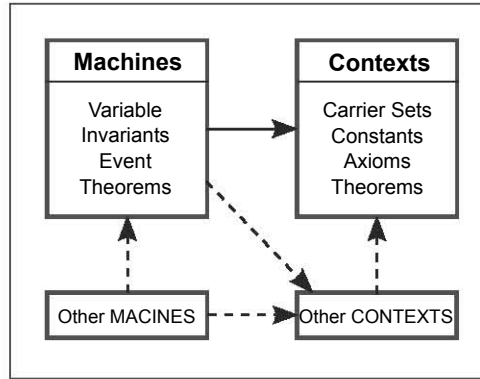 Machines
Variable
Invariants
Event
Theorems
Contexts
Carrier Sets
Constants
Axioms
Theorems
Other MACINES
Other CONTEXTS